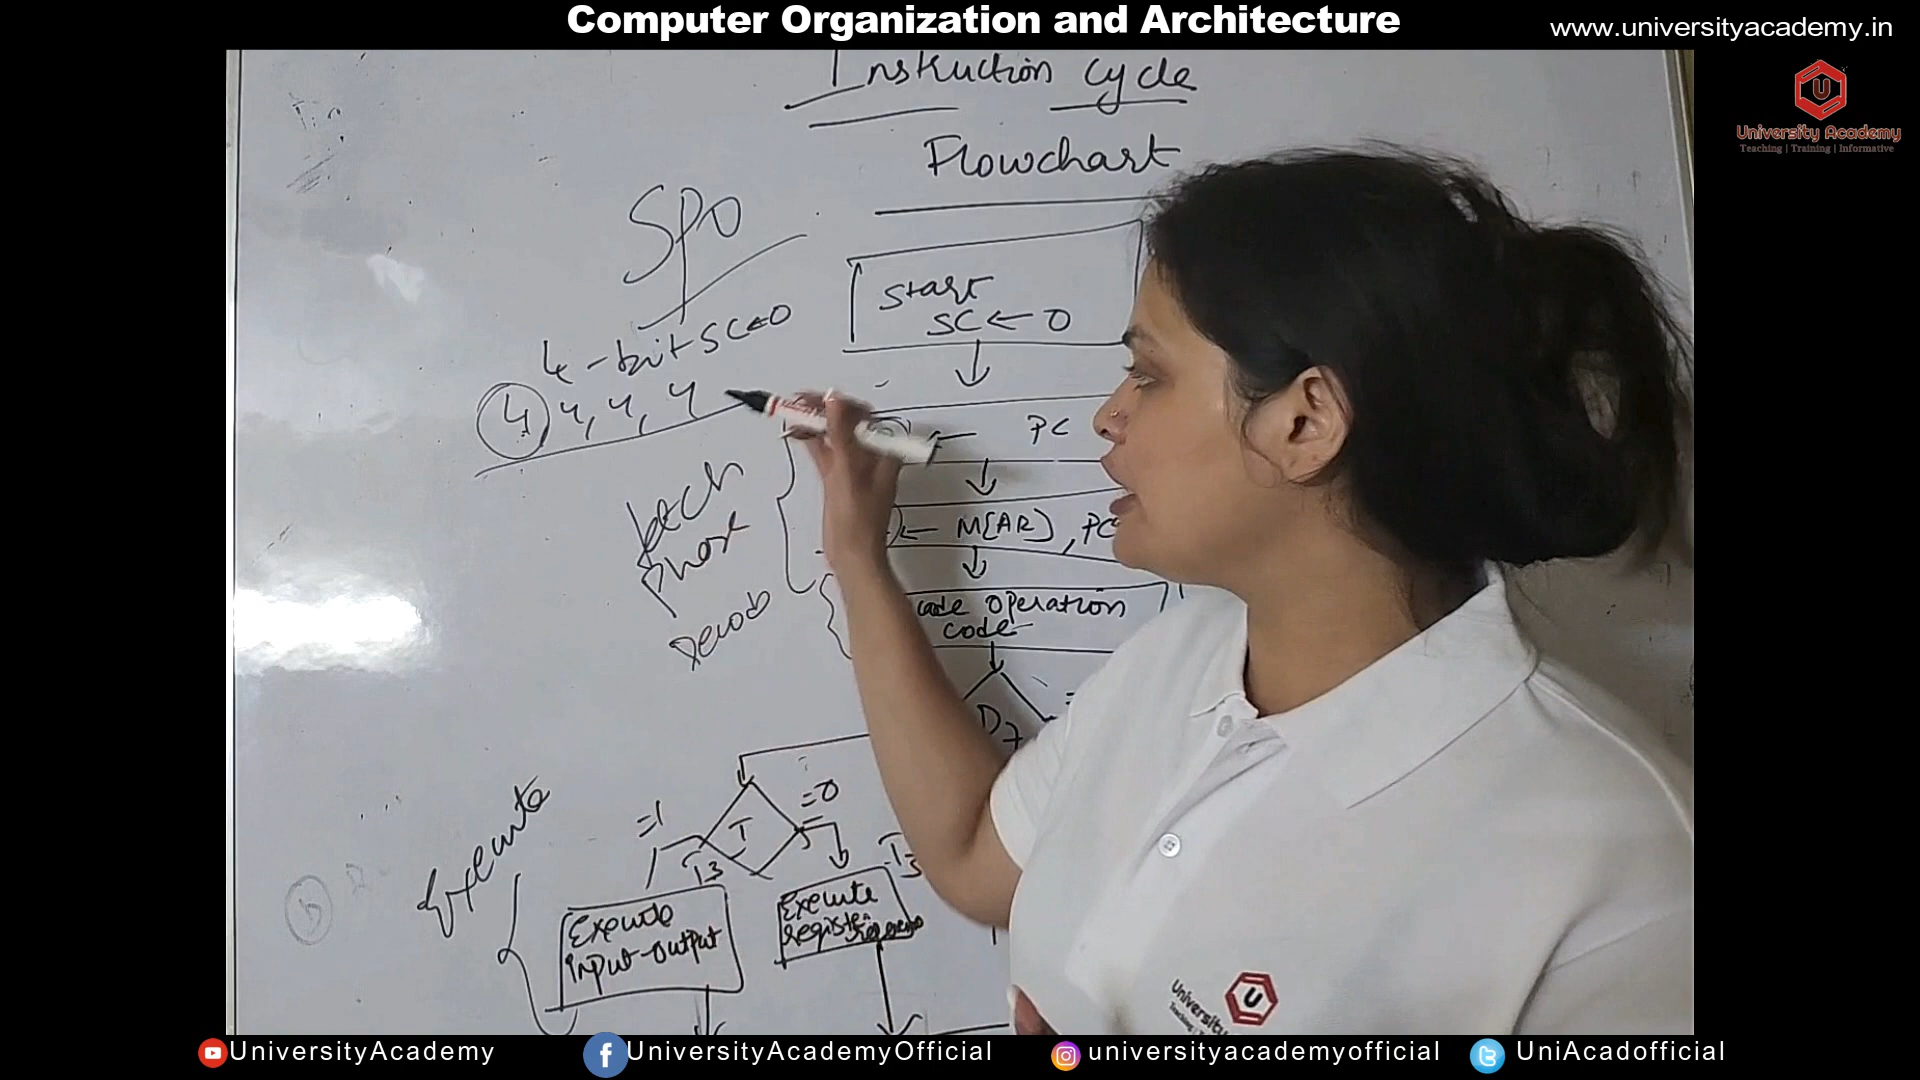 Computer Organization and Architecture
www.universityacademy.in
University Academy
Teaching | Training | Informative
Instruction cycle
Flowchart
SPO
Start
SC ← 0
4-bit SC←0
4 4, 4, 4
← PC
← M[AR], PC
fetch
phase
code operation
code
D7
=1
=0
I
T3
T3
Execute
Execute
input-output
Execute
register
University
U
UniversityAcademy
UniversityAcademyOfficial
universityacademyofficial
UniAcadofficial